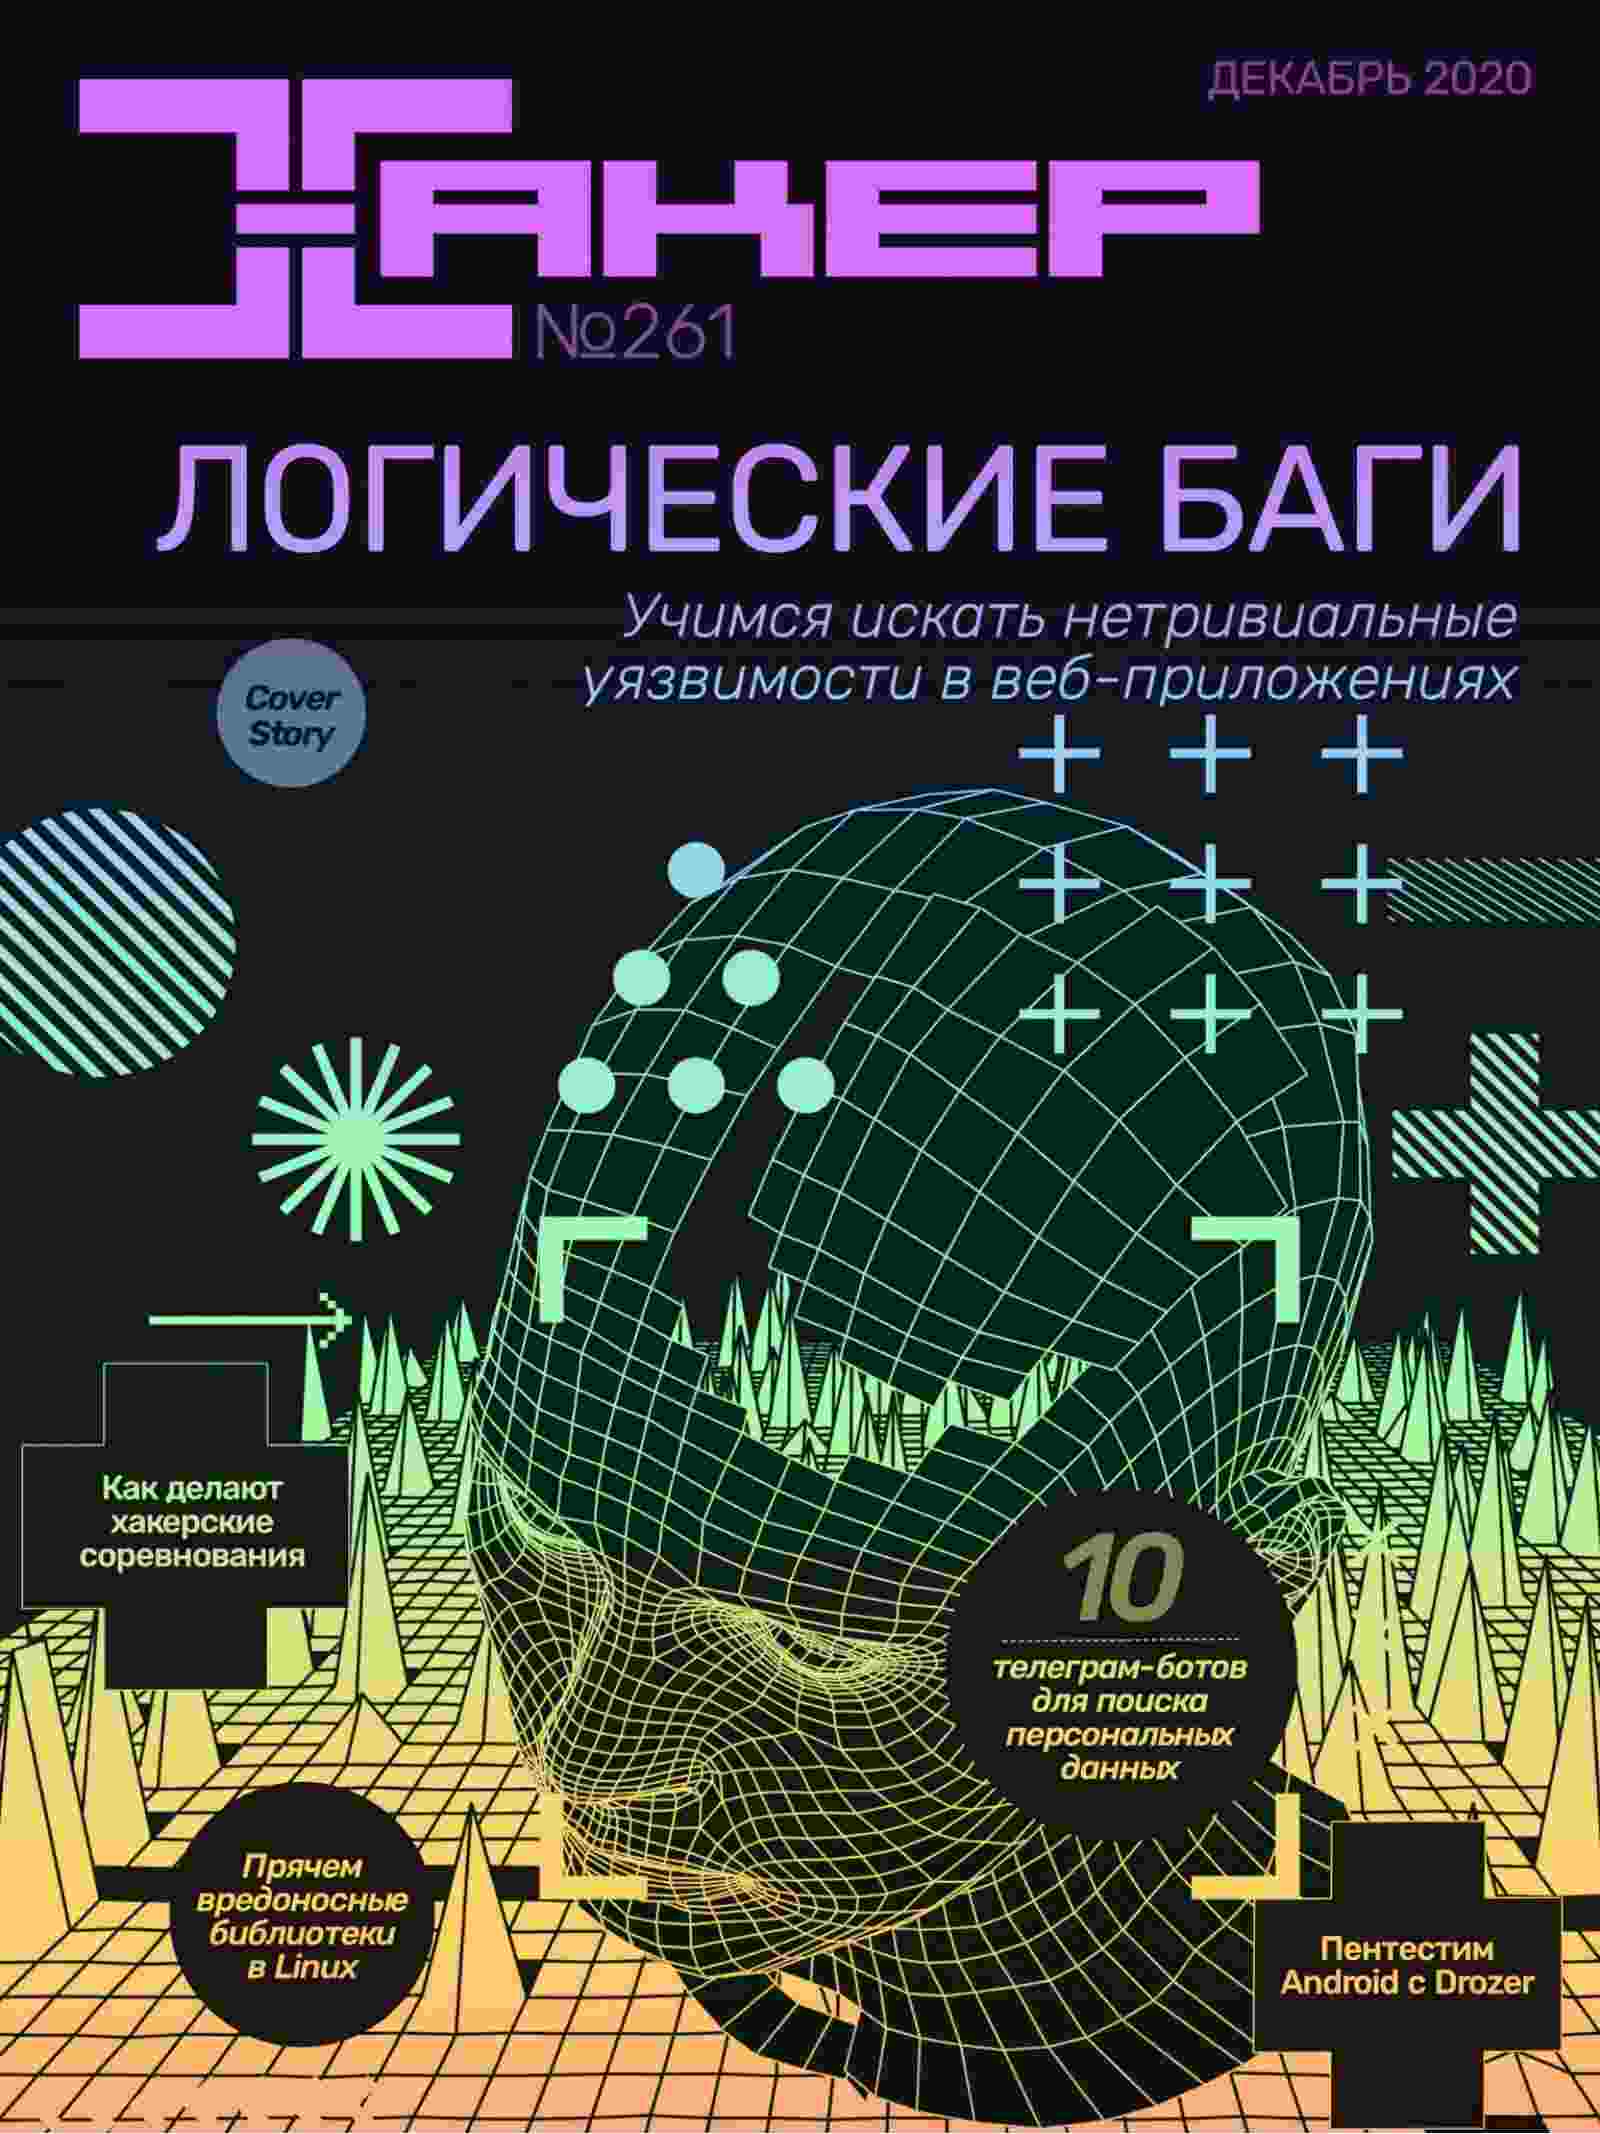 ДЕКАБРЬ 2020
ХАКЕР
№261
ЛОГИЧЕСКИЕ БАГИ
Учимся искать нетривиальные
уязвимости в веб-приложениях
Cover
Story
Как делают
хакерские
соревнования
10
телеграм-ботов
для поиска
персональных
данных
Прячем
вредоносные
библиотеки
в Linux
Пентестим
Android с Drozer